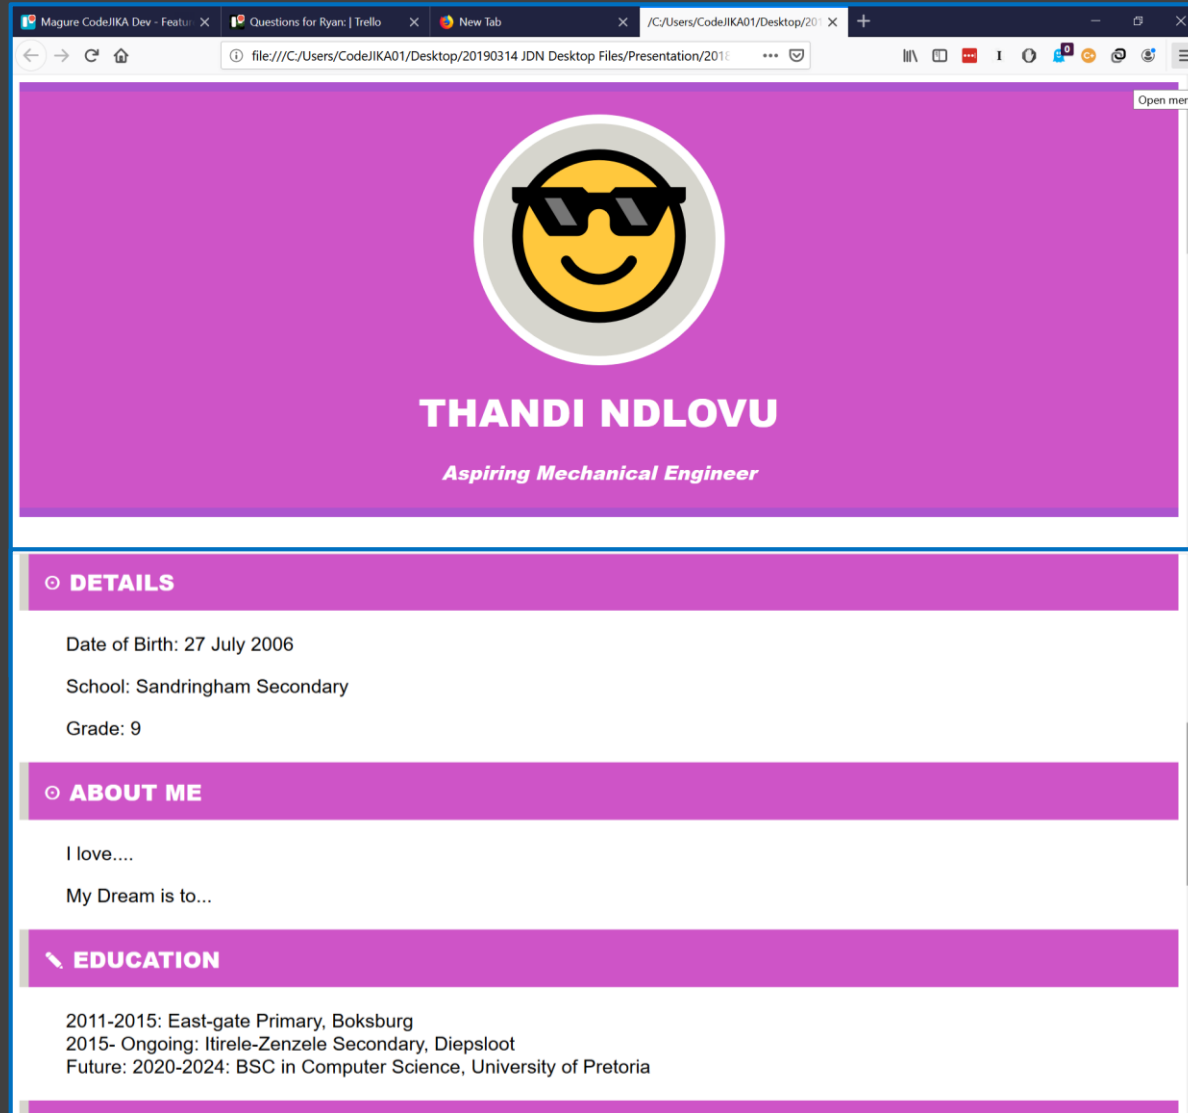 Magure CodeJIKA Dev - Featur
Questions for Ryan: | Trello
New Tab
/C:/Users/CodeJIKA01/Desktop/201
file:///C:/Users/CodeJIKA01/Desktop/20190314 JDN Desktop Files/Presentation/2018
0
Open mer
THANDI NDLOVU
Aspiring Mechanical Engineer
DETAILS
Date of Birth: 27 July 2006
School: Sandringham Secondary
Grade: 9
ABOUT ME
I love....
My Dream is to...
EDUCATION
2011-2015: East-gate Primary, Boksburg
2015- Ongoing: Itirele-Zenzele Secondary, Diepsloot
Future: 2020-2024: BSC in Computer Science, University of Pretoria